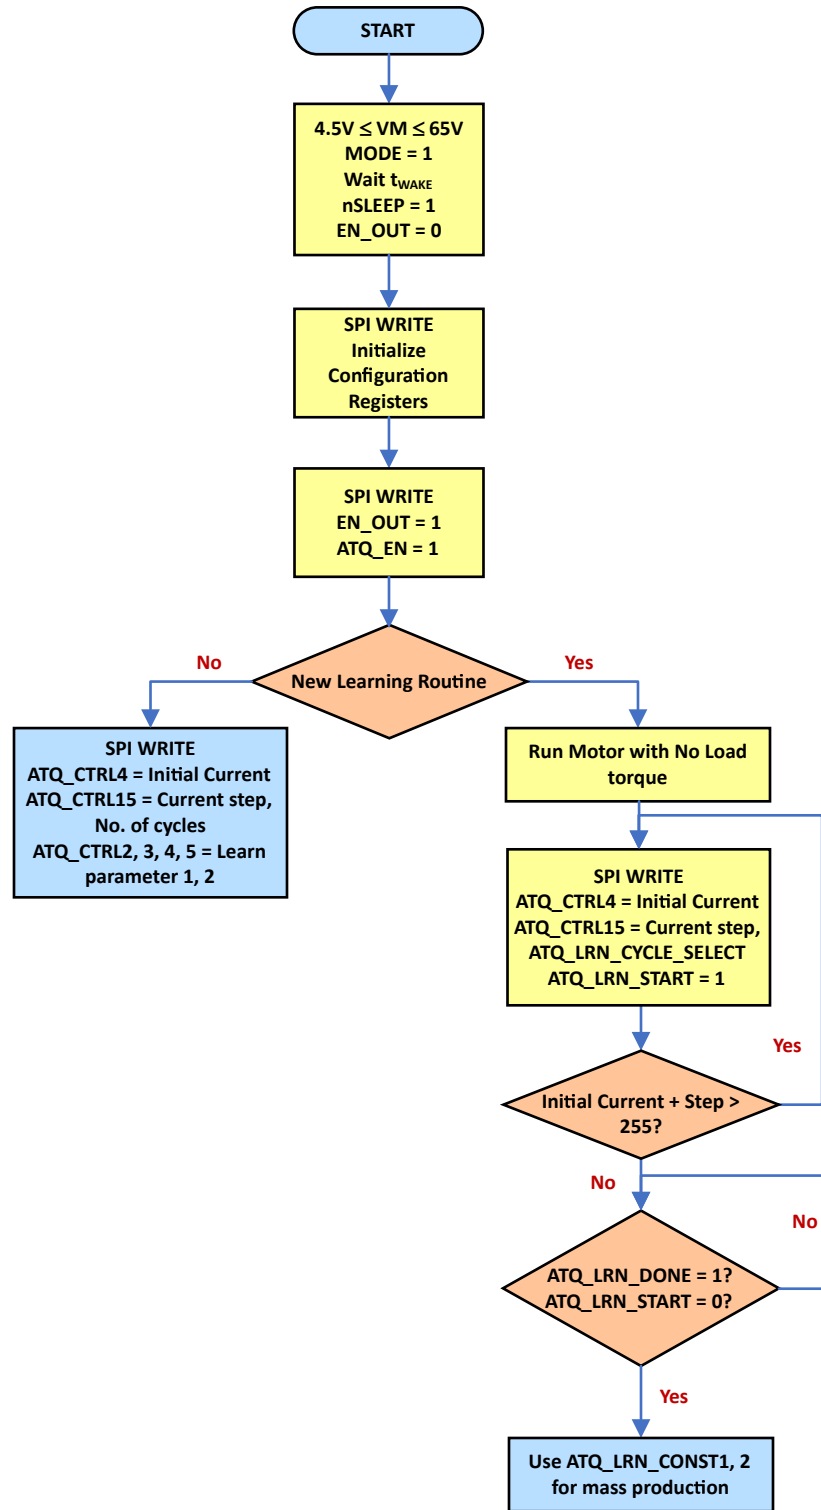 START
4.5V ≤ VM ≤ 65V
MODE = 1
Wait tWAKE
nSLEEP = 1
EN_OUT = 0
SPI WRITE
Initialize
Configuration
Registers
SPI WRITE
EN_OUT = 1
ATQ_EN = 1
No
Yes
New Learning Routine
SPI WRITE
ATQ_CTRL4 = Initial Current
ATQ_CTRL15 = Current step,
No. of cycles
ATQ_CTRL2, 3, 4, 5 = Learn
parameter 1, 2
Run Motor with No Load
torque
SPI WRITE
ATQ_CTRL4 = Initial Current
ATQ_CTRL15 = Current step,
ATQ_LRN_CYCLE_SELECT
ATQ_LRN_START = 1
Yes
Initial Current + Step >
255?
No
No
ATQ_LRN_DONE = 1?
ATQ_LRN_START = 0?
Yes
Use ATQ_LRN_CONST1, 2
for mass production